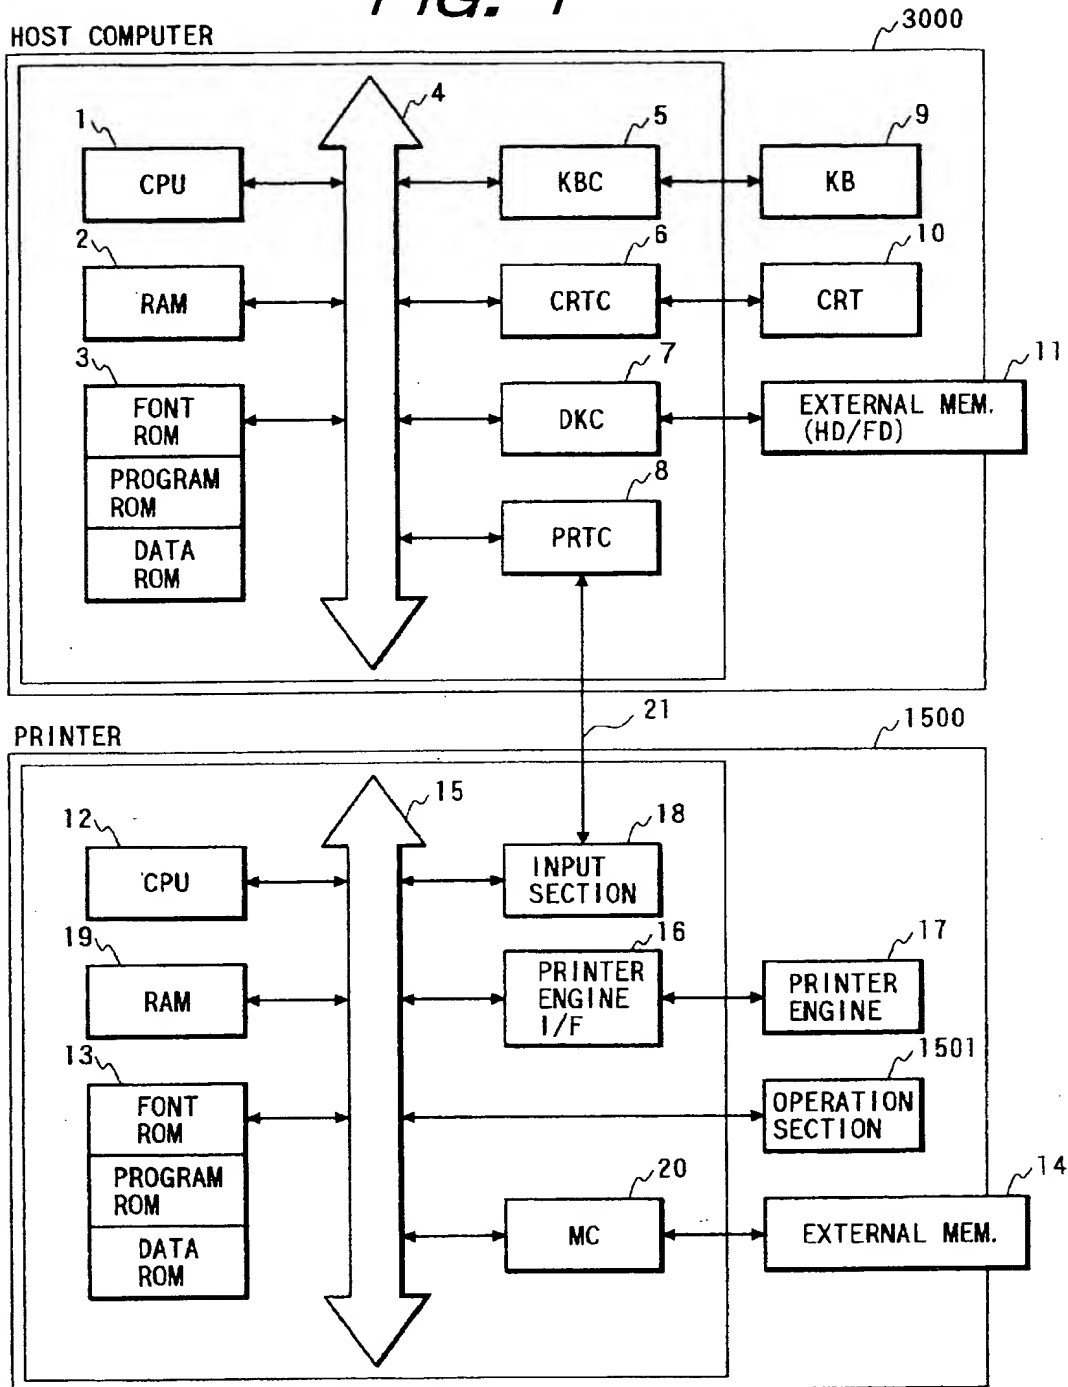 FIG. 1
HOST COMPUTER
3000
4
1
CPU
5
KBC
9
KB
2
RAM
6
CRTC
10
CRT
3
FONT
ROM
PROGRAM
ROM
DATA
ROM
7
DKC
11
EXTERNAL MEM.
(HD/FD)
8
PRTC
21
PRINTER
1500
15
12
CPU
18
INPUT
SECTION
19
RAM
16
PRINTER
ENGINE
I/F
17
PRINTER
ENGINE
13
FONT
ROM
PROGRAM
ROM
DATA
ROM
1501
OPERATION
SECTION
20
MC
14
EXTERNAL MEM.